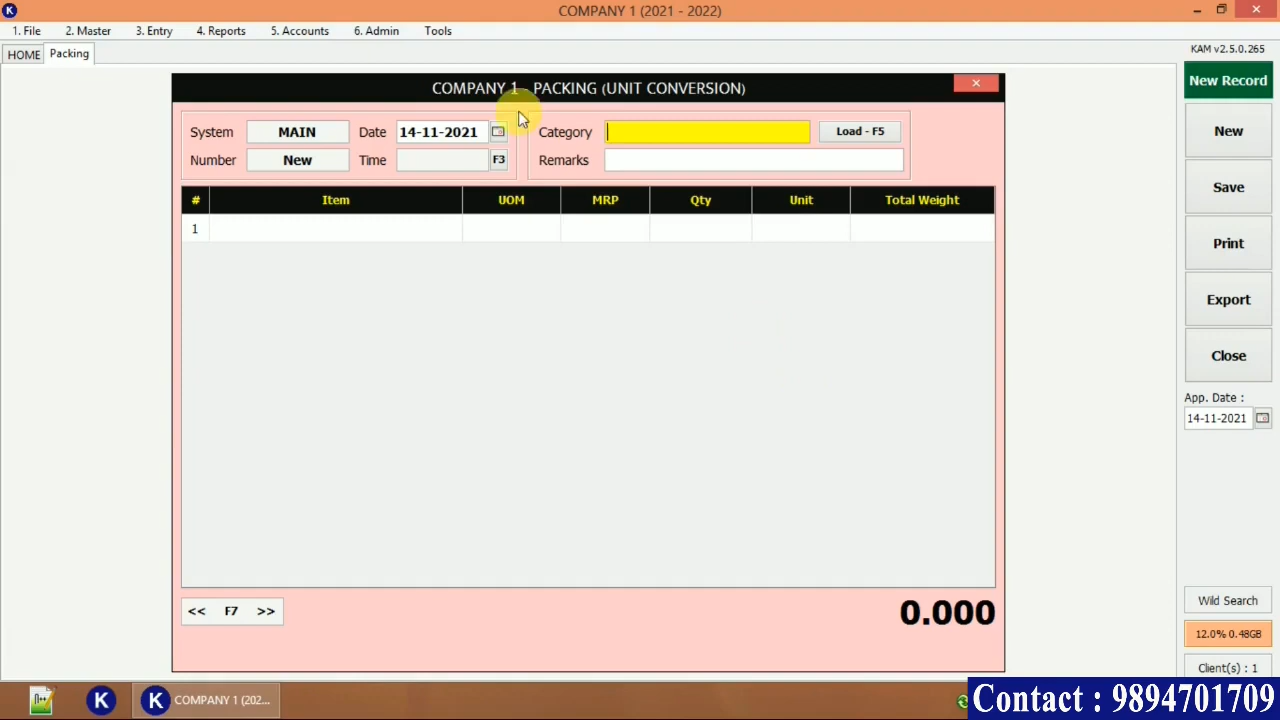 K
COMPANY 1 (2021 - 2022)
1. File 2. Master 3. Entry 4. Reports 5. Accounts 6. Admin Tools
HOME Packing
KAM v2.5.0.265
New Record
COMPANY 1 - PACKING (UNIT CONVERSION)
System MAIN Date 14-11-2021 Category Load - F5
Number New Time F3 Remarks
# Item UOM MRP Qty Unit Total Weight
1
New
Save
Print
Export
Close
App. Date :
14-11-2021
<< F7 >>
0.000
Wild Search
12.0% 0.48GB
Client(s) : 1
K
K COMPANY 1 (202...
Contact : 9894701709